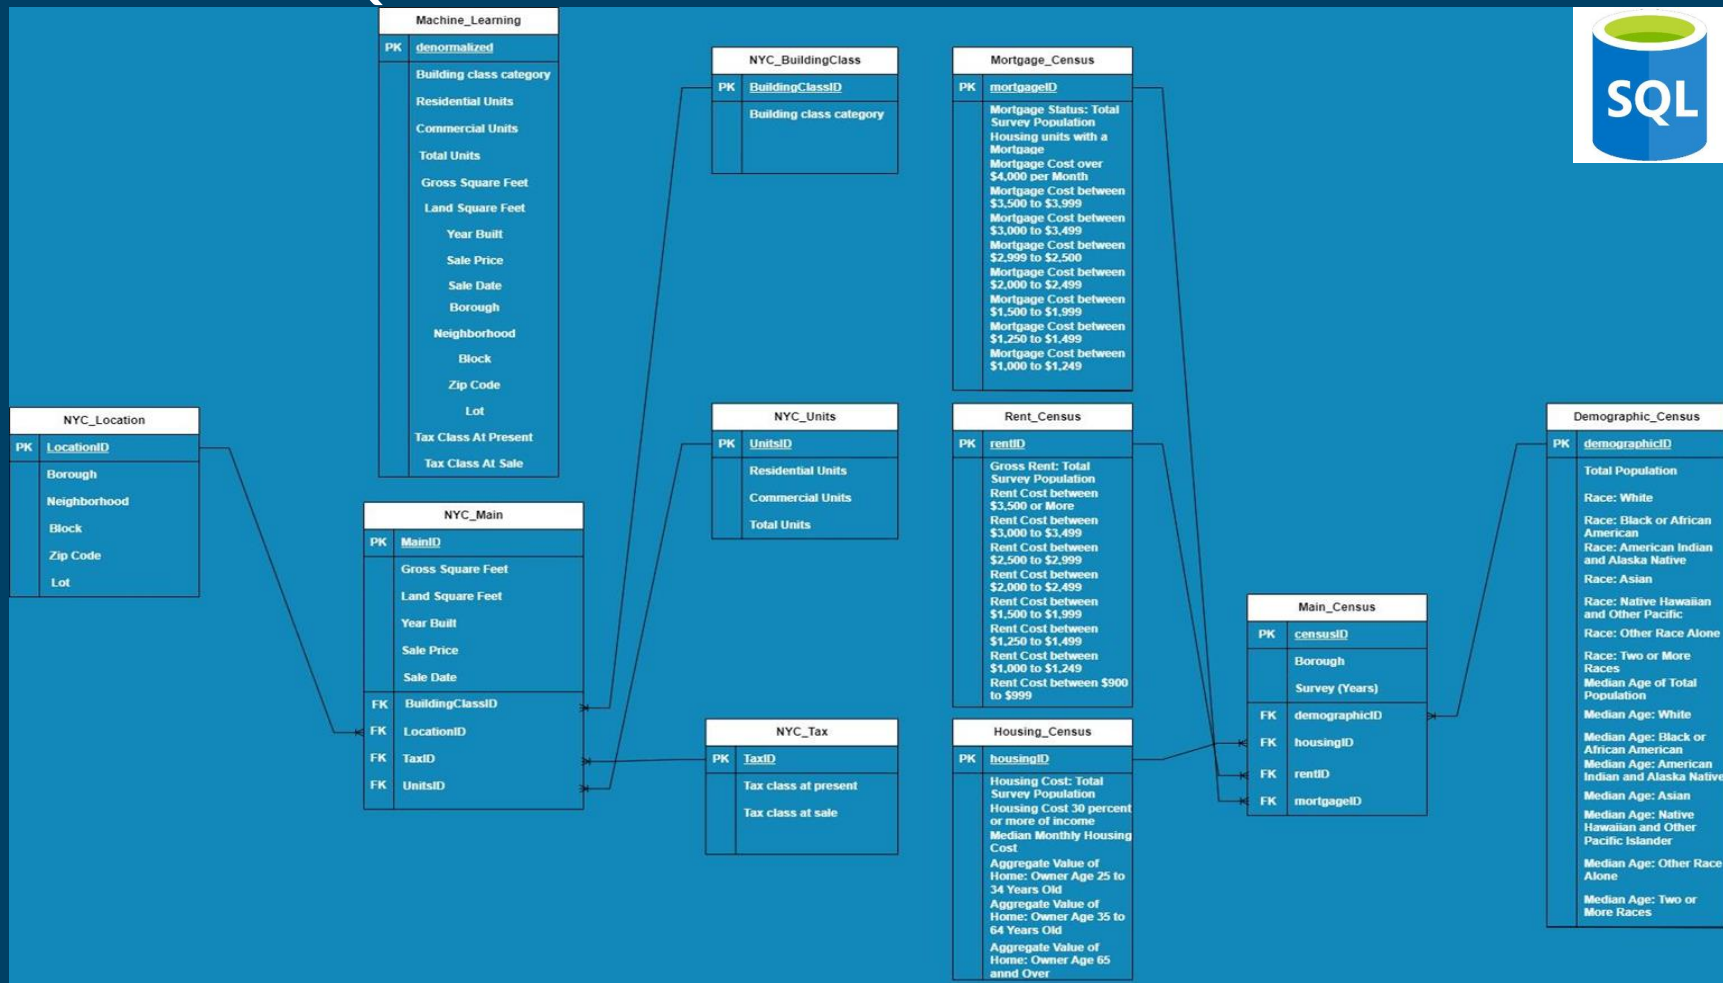 Machine_Learning
PK denormalized
Building class category
Residential Units
Commercial Units
Total Units
Gross Square Feet
Land Square Feet
Year Built
Sale Price
Sale Date
Borough
Neighborhood
Block
Zip Code
Lot
Tax Class At Present
Tax Class At Sale
NYC_BuildingClass
PK BuildingClassID
Building class category
Mortgage_Census
PK mortgageID
Mortgage Status: Total
Survey Population
Housing units with a
Mortgage
Mortgage Cost over
$4,000 per Month
Mortgage Cost between
$3,500 to $3,999
Mortgage Cost between
$3,000 to $3,499
Mortgage Cost between
$2,999 to $2,500
Mortgage Cost between
$2,000 to $2,499
Mortgage Cost between
$1,500 to $1,999
Mortgage Cost between
$1,250 to $1,499
Mortgage Cost between
$1,000 to $1,249
SQL
NYC_Location
PK LocationID
Borough
Neighborhood
Block
Zip Code
Lot
NYC_Main
PK MainID
Gross Square Feet
Land Square Feet
Year Built
Sale Price
Sale Date
FK BuildingClassID
FK LocationID
FK TaxID
FK UnitsID
NYC_Units
PK UnitsID
Residential Units
Commercial Units
Total Units
NYC_Tax
PK TaxID
Tax class at present
Tax class at sale
Rent_Census
PK rentID
Gross Rent: Total
Survey Population
Rent Cost between
$3,500 or More
Rent Cost between
$3,000 to $3,499
Rent Cost between
$2,500 to $2,999
Rent Cost between
$2,000 to $2,499
Rent Cost between
$1,500 to $1,999
Rent Cost between
$1,250 to $1,499
Rent Cost between
$1,000 to $1,249
Rent Cost between $900
to $999
Housing_Census
PK housingID
Housing Cost: Total
Survey Population
Housing Cost 30 percent
or more of income
Median Monthly Housing
Cost
Aggregate Value of
Home: Owner Age 25 to
34 Years Old
Aggregate Value of
Home: Owner Age 35 to
64 Years Old
Aggregate Value of
Home: Owner Age 65
annd Over
Main_Census
PK censusID
Borough
Survey (Years)
FK demographicID
FK housingID
FK rentID
FK mortgageID
Demographic_Census
PK demographicID
Total Population
Race: White
Race: Black or African
American
Race: American Indian
and Alaska Native
Race: Asian
Race: Native Hawaiian
and Other Pacific
Race: Other Race Alone
Race: Two or More
Races
Median Age of Total
Population
Median Age: White
Median Age: Black or
African American
Median Age: American
Indian and Alaska Native
Median Age: Asian
Median Age: Native
Hawaiian and Other
Pacific Islander
Median Age: Other Race
Alone
Median Age: Two or
More Races